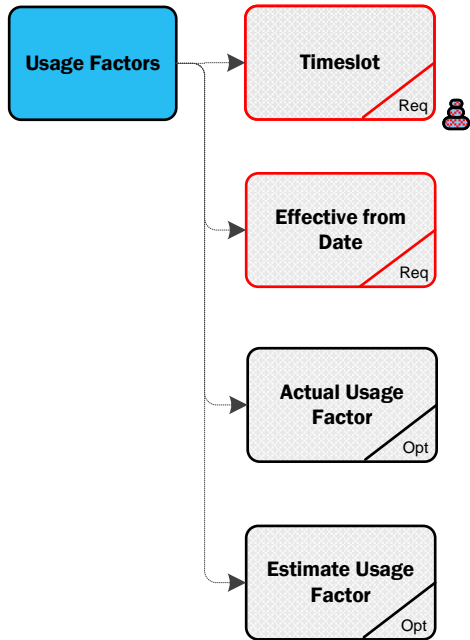 Usage Factors
Timeslot
Req
Effective from
Date
Req
Actual Usage
Factor
Opt
Estimate Usage
Factor
Opt